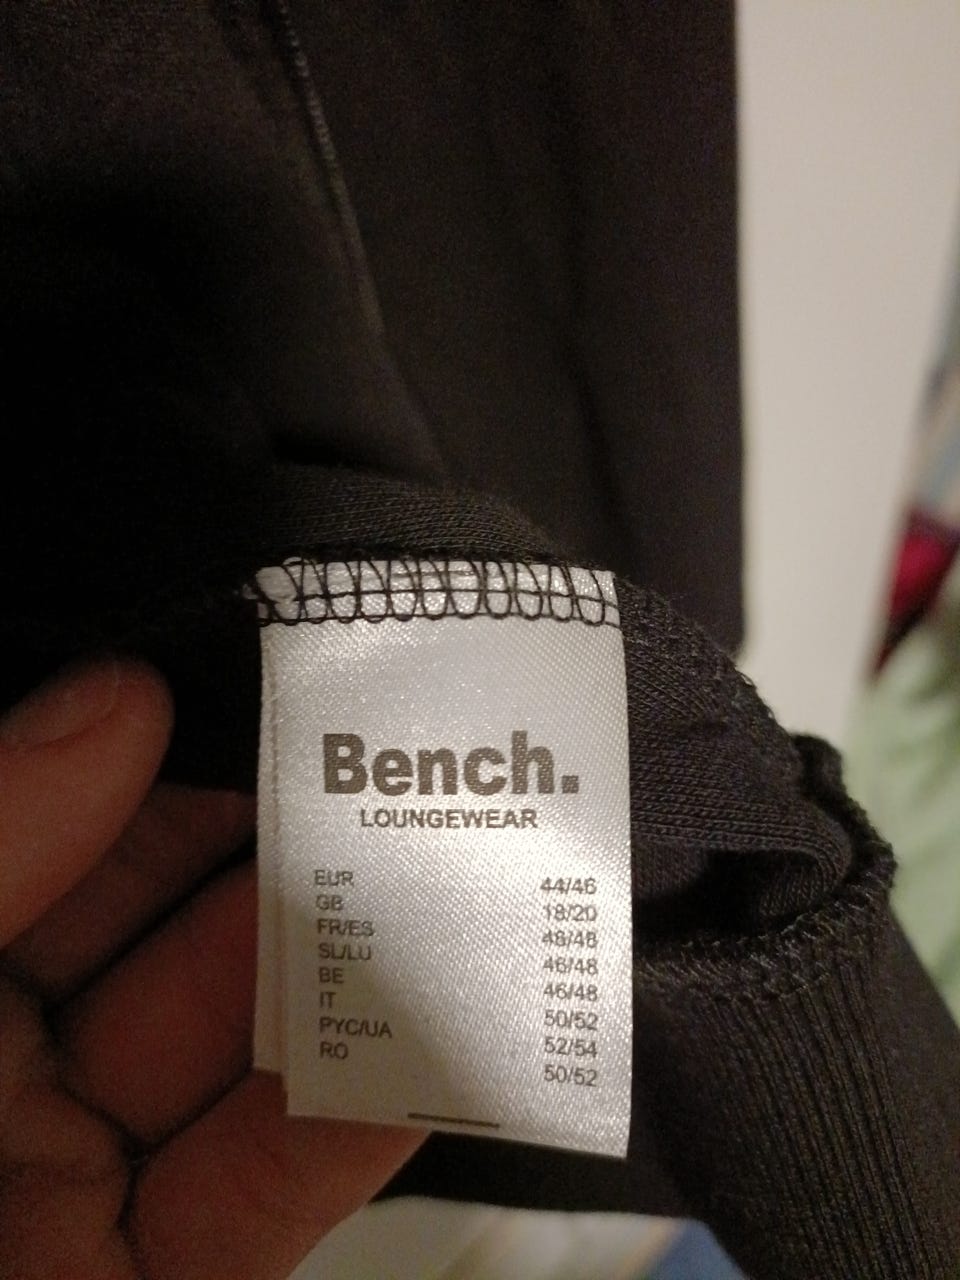 Bench.
LOUNGEWEAR
EUR 44/46
GB 18/20
FR/ES 46/48
SL/LU 46/48
BE 46/48
IT 50/52
PYC/UA 52/54
RO 50/52